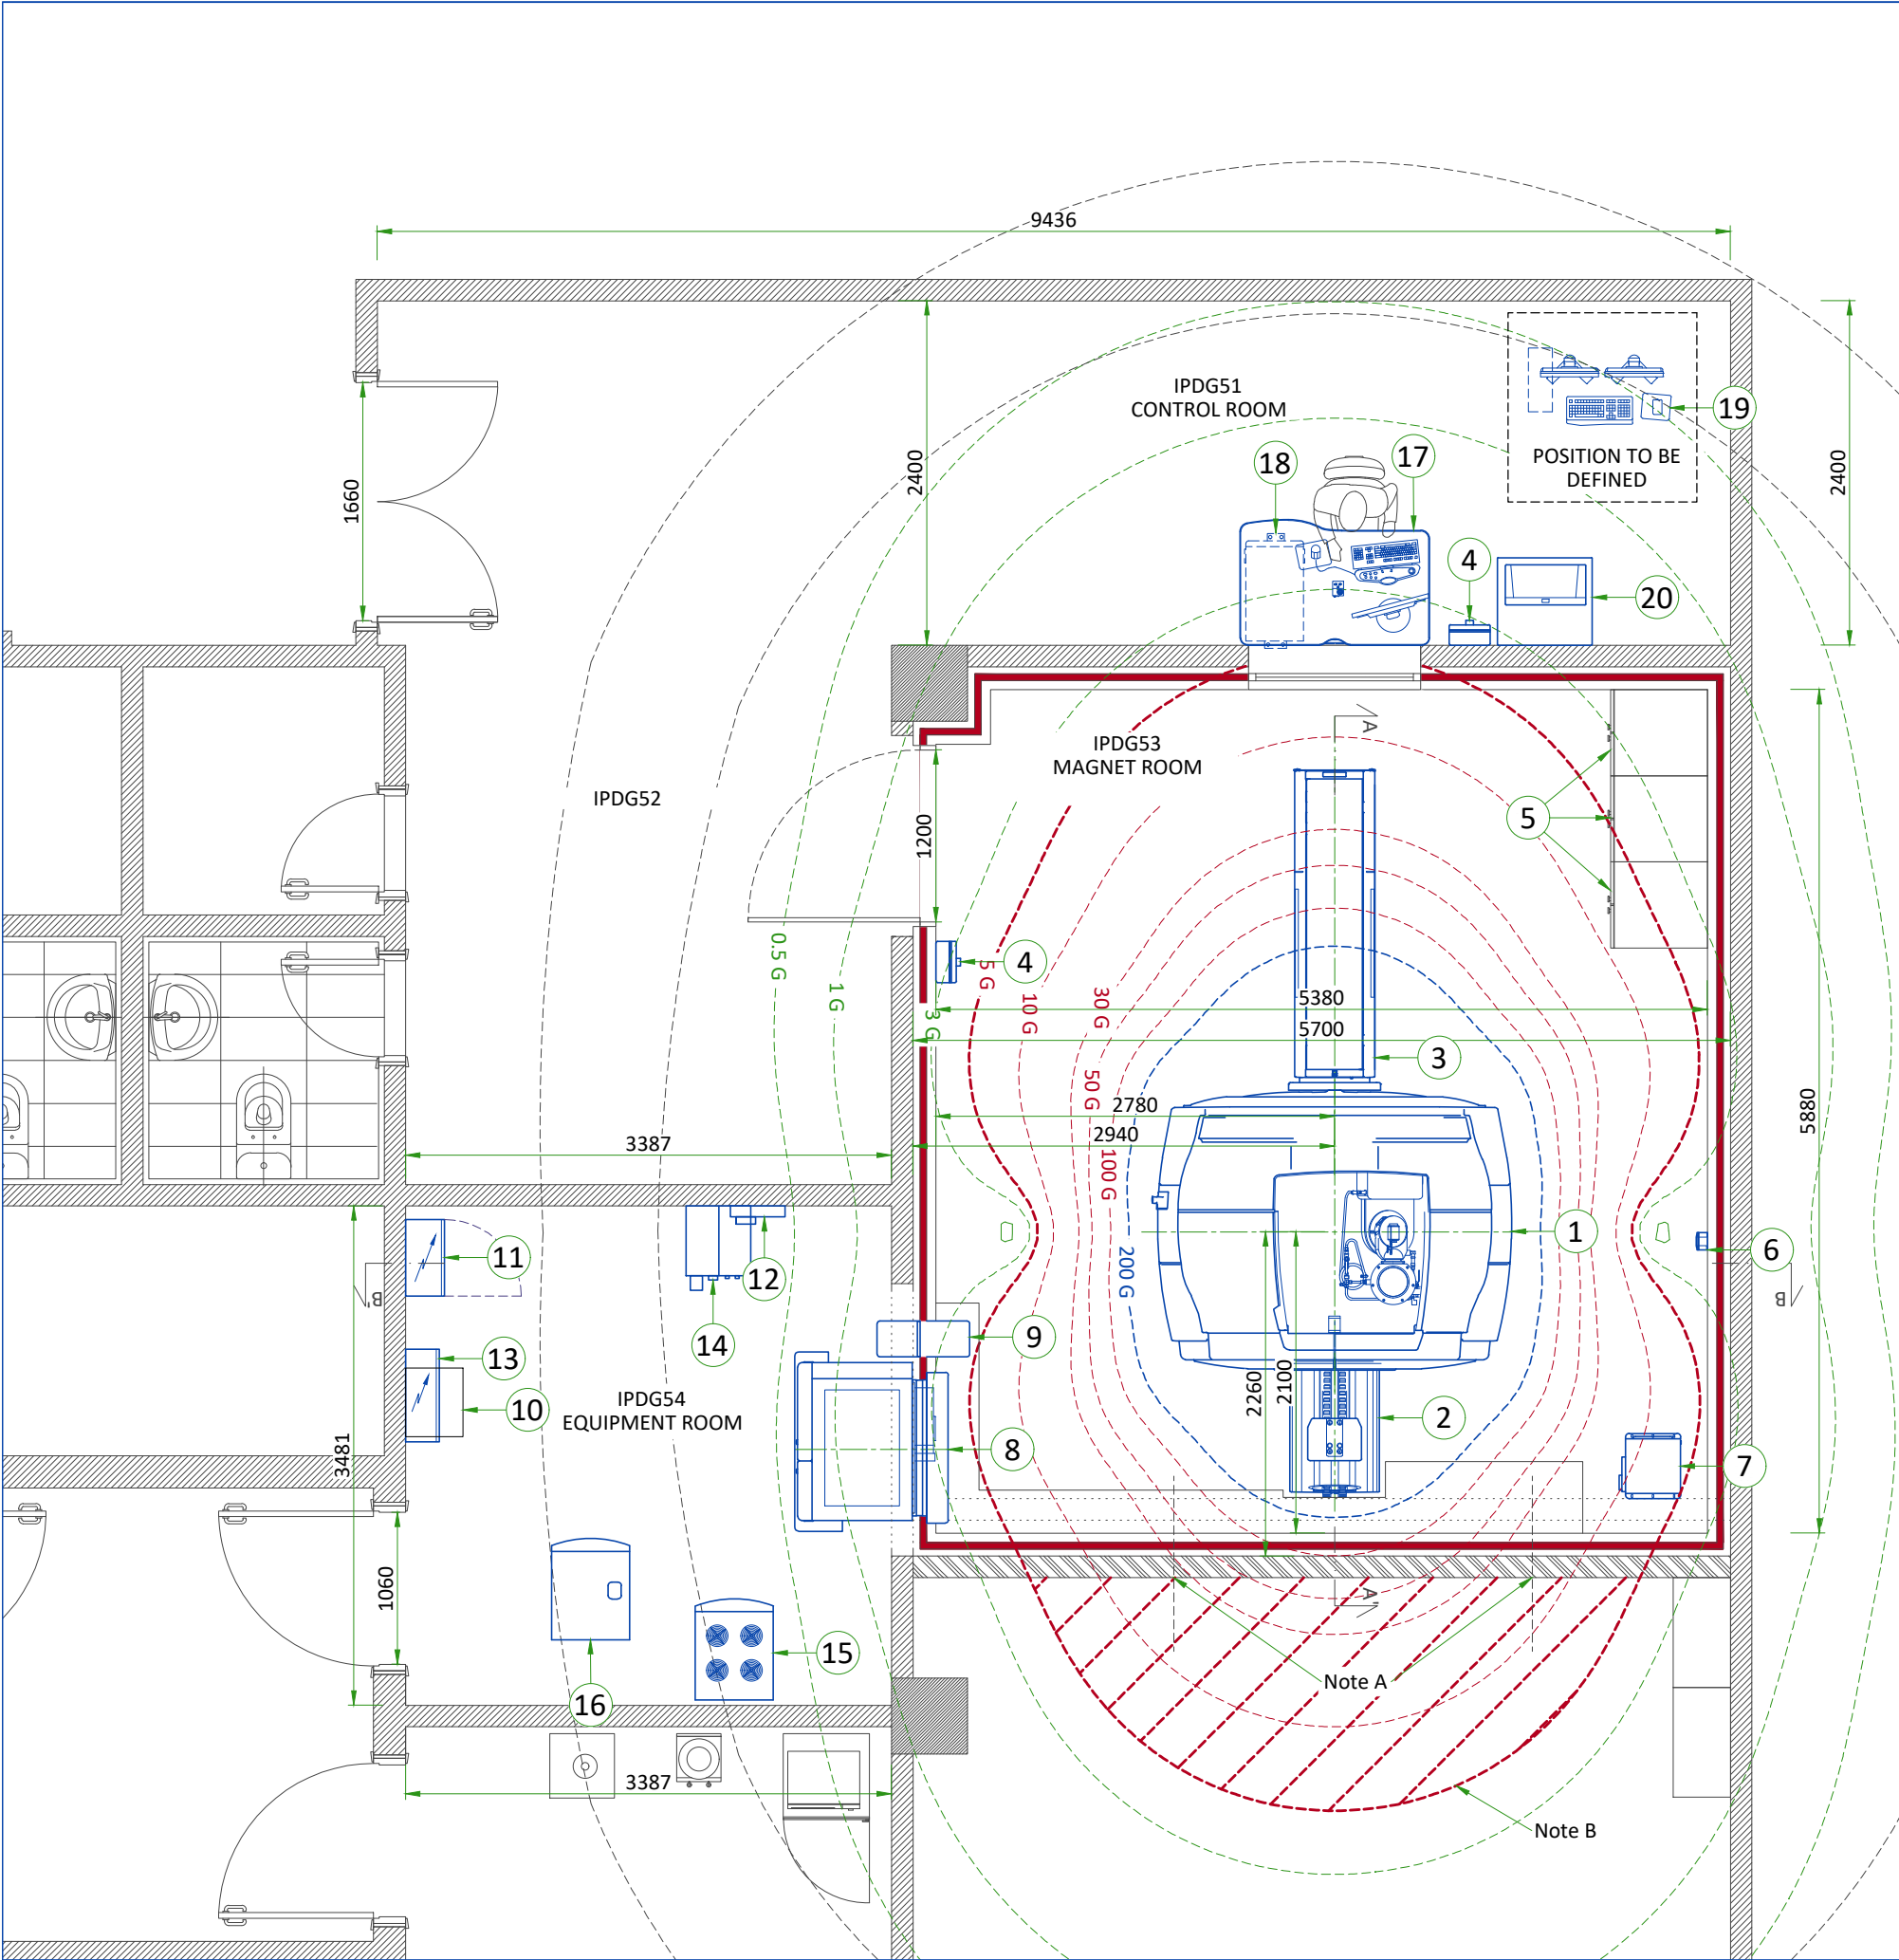 9436
IPDG51
CONTROL ROOM
19
POSITION TO BE
DEFINED
18
17
2400
2400
1660
4
20
A
IPDG53
MAGNET ROOM
IPDG52
5
1200
0.5 G
1 G
3 G
5 G
10 G
30 G
50 G
100 G
200 G
4
5380
5700
3
2780
2940
5880
3387
1
6
B
11
B'
12
14
9
13
10
IPDG54
EQUIPMENT ROOM
2260
2100
2
8
7
3481
1060
16
15
A'
Note A
3387
Note B